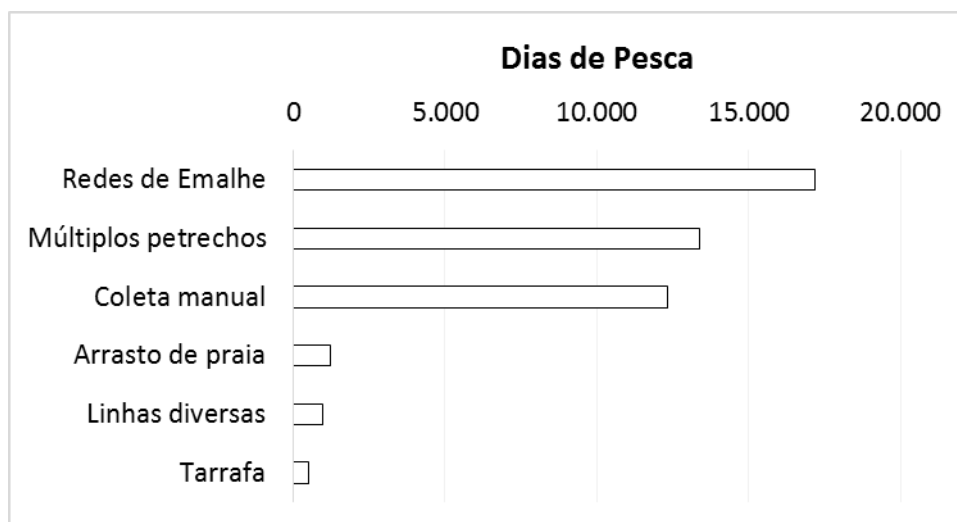 Dias de Pesca
0 5.000 10.000 15.000 20.000
Redes de Emalhe
Múltiplos petrechos
Coleta manual
Arrasto de praia
Linhas diversas
Tarrafa